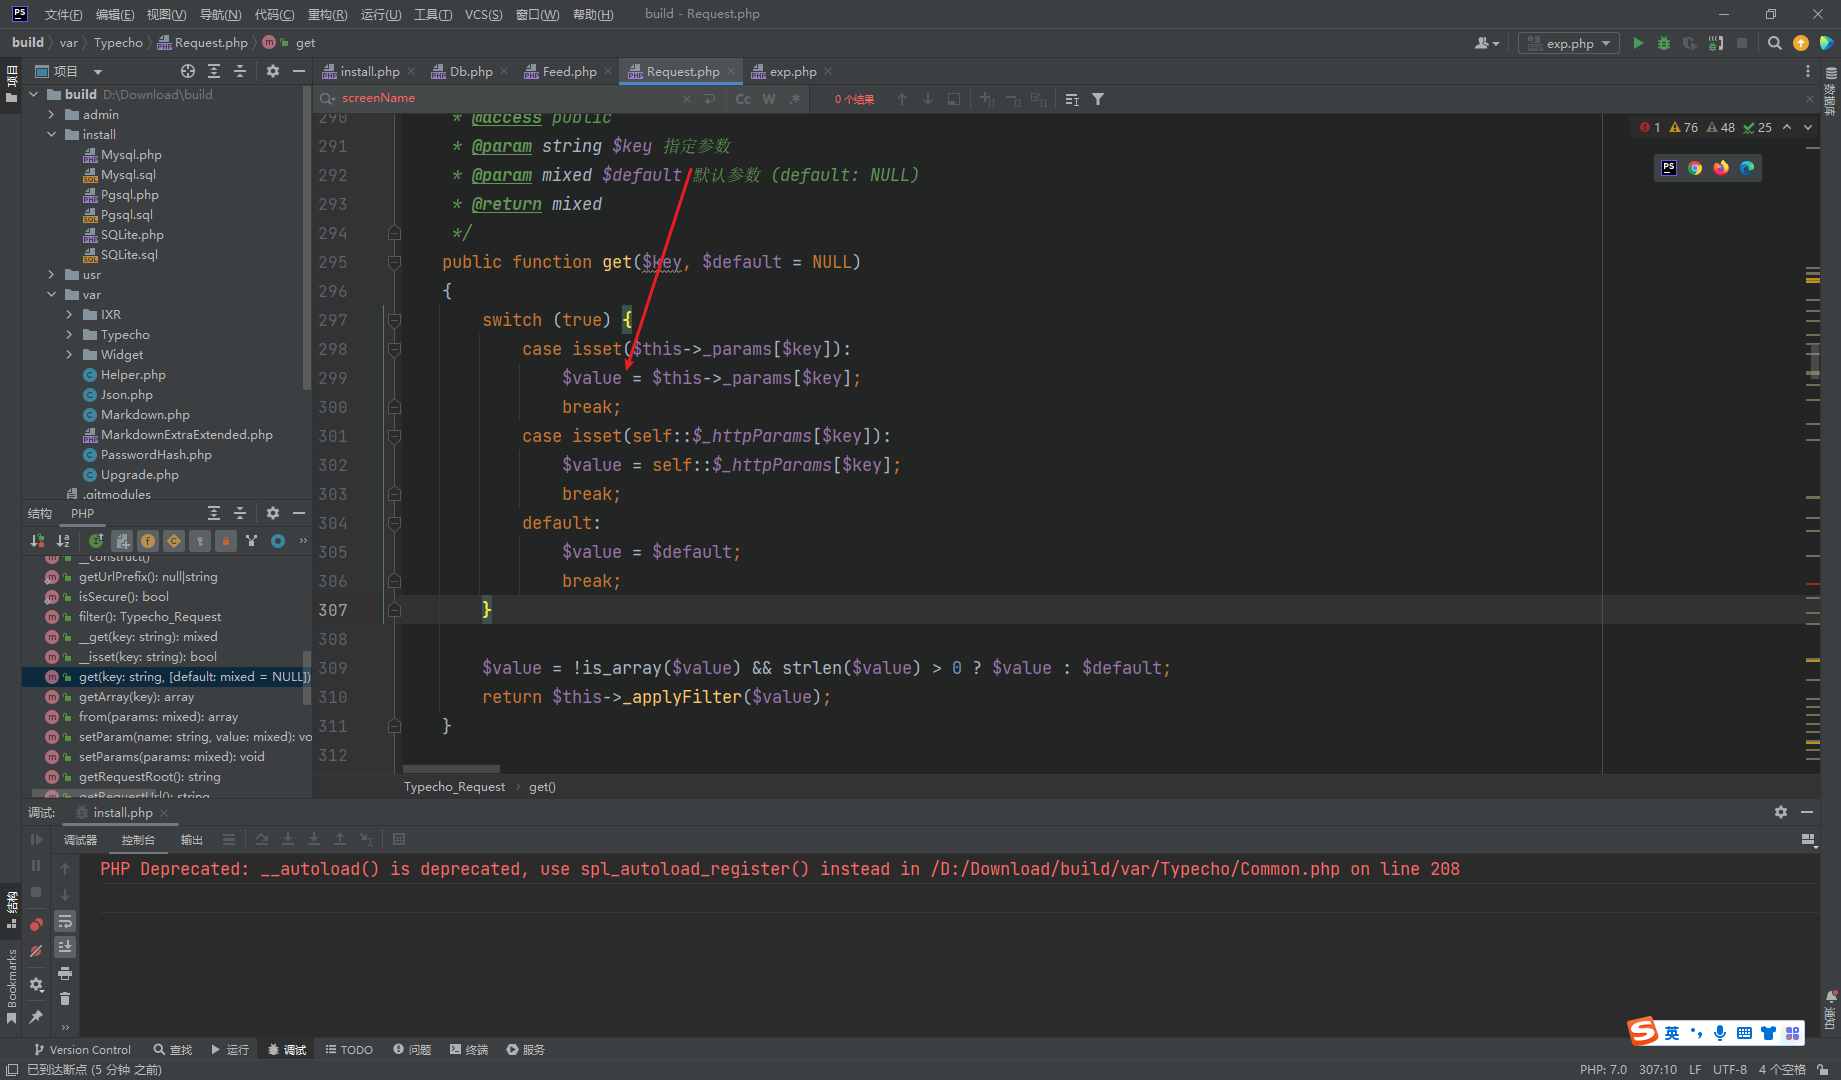 PS 文件(F) 编辑(E) 视图(V) 导航(N) 代码(C) 重构(R) 运行(U) 工具(T) VCS(S) 窗口(W) 帮助(H) build - Request.php
build var Typecho Request.php m get
exp.php
项目
项目
build D:\Download\build
admin
install
Mysql.php
Mysql.sql
Pgsql.php
Pgsql.sql
SQLite.php
SQLite.sql
usr
var
IXR
Typecho
Widget
Helper.php
Json.php
Markdown.php
MarkdownExtraExtended.php
PasswordHash.php
Upgrade.php
.gitmodules
结构 PHP
__construct()
getUrlPrefix(): null|string
isSecure(): bool
filter(): Typecho_Request
__get(key: string): mixed
__isset(key: string): bool
get(key: string, [default: mixed = NULL])
getArray(key): array
from(params: mixed): array
setParam(name: string, value: mixed): vo
setParams(params: mixed): void
getRequestRoot(): string
getRequestUrl(): string
install.php Db.php Feed.php Request.php exp.php
screenName Cc W .* 0 个结果
1 76 48 25
290 * @access public
291 * @param string $key 指定参数
292 * @param mixed $default 默认参数 (default: NULL)
293 * @return mixed
294 */
295 public function get($key, $default = NULL)
296 {
297 switch (true) {
298 case isset($this->_params[$key]):
299 $value = $this->_params[$key];
300 break;
301 case isset(self::$_httpParams[$key]):
302 $value = self::$_httpParams[$key];
303 break;
304 default:
305 $value = $default;
306 break;
307 }
308
309 $value = !is_array($value) && strlen($value) > 0 ? $value : $default;
310 return $this->_applyFilter($value);
311 }
312
Typecho_Request get()
数据库
通知
调试: install.php
调试器 控制台 输出
PHP Deprecated: __autoload() is deprecated, use spl_autoload_register() instead in /D:/Download/build/var/Typecho/Common.php on line 208
结构
Bookmarks
S 英
Version Control 查找 运行 调试 TODO 问题 终端 服务
已到达断点 (5 分钟 之前) PHP: 7.0 307:10 LF UTF-8 4 个空格